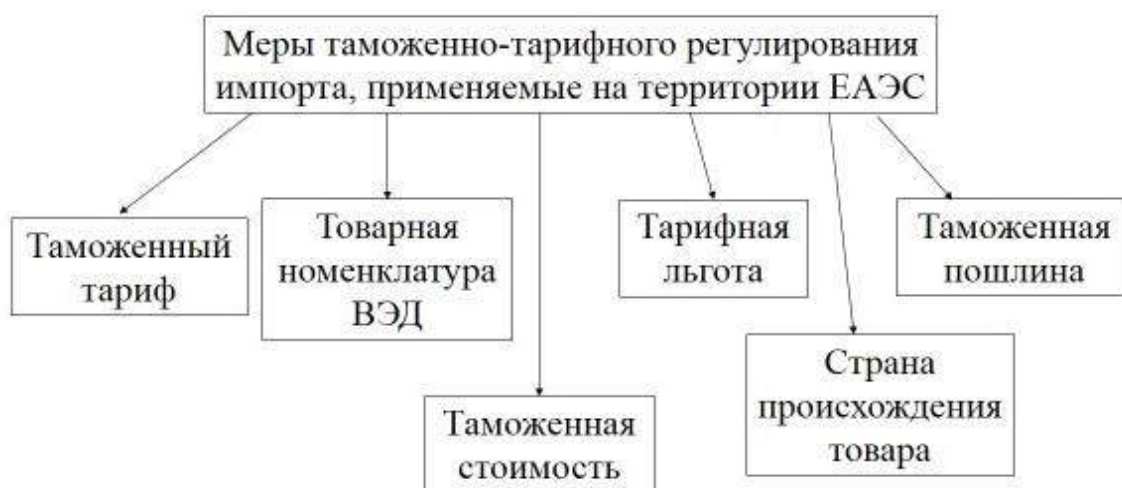 Меры таможенно-тарифного регулирования
импорта, применяемые на территории ЕАЭС
Таможенный
тариф
Товарная
номенклатура
ВЭД
Таможенная
стоимость
Тарифная
льгота
Страна
происхождения
товара
Таможенная
пошлина